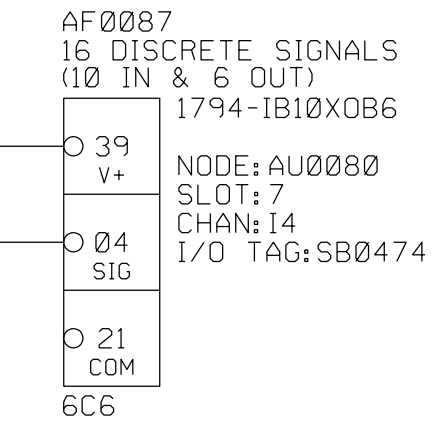 AF0087
16 DISCRETE SIGNALS
(10 IN & 6 OUT)
1794-IB10XOB6
39
V+
NODE:AU0080
SLOT:7
CHAN:I4
I/O TAG:SB0474
04
SIG
21
COM
6C6